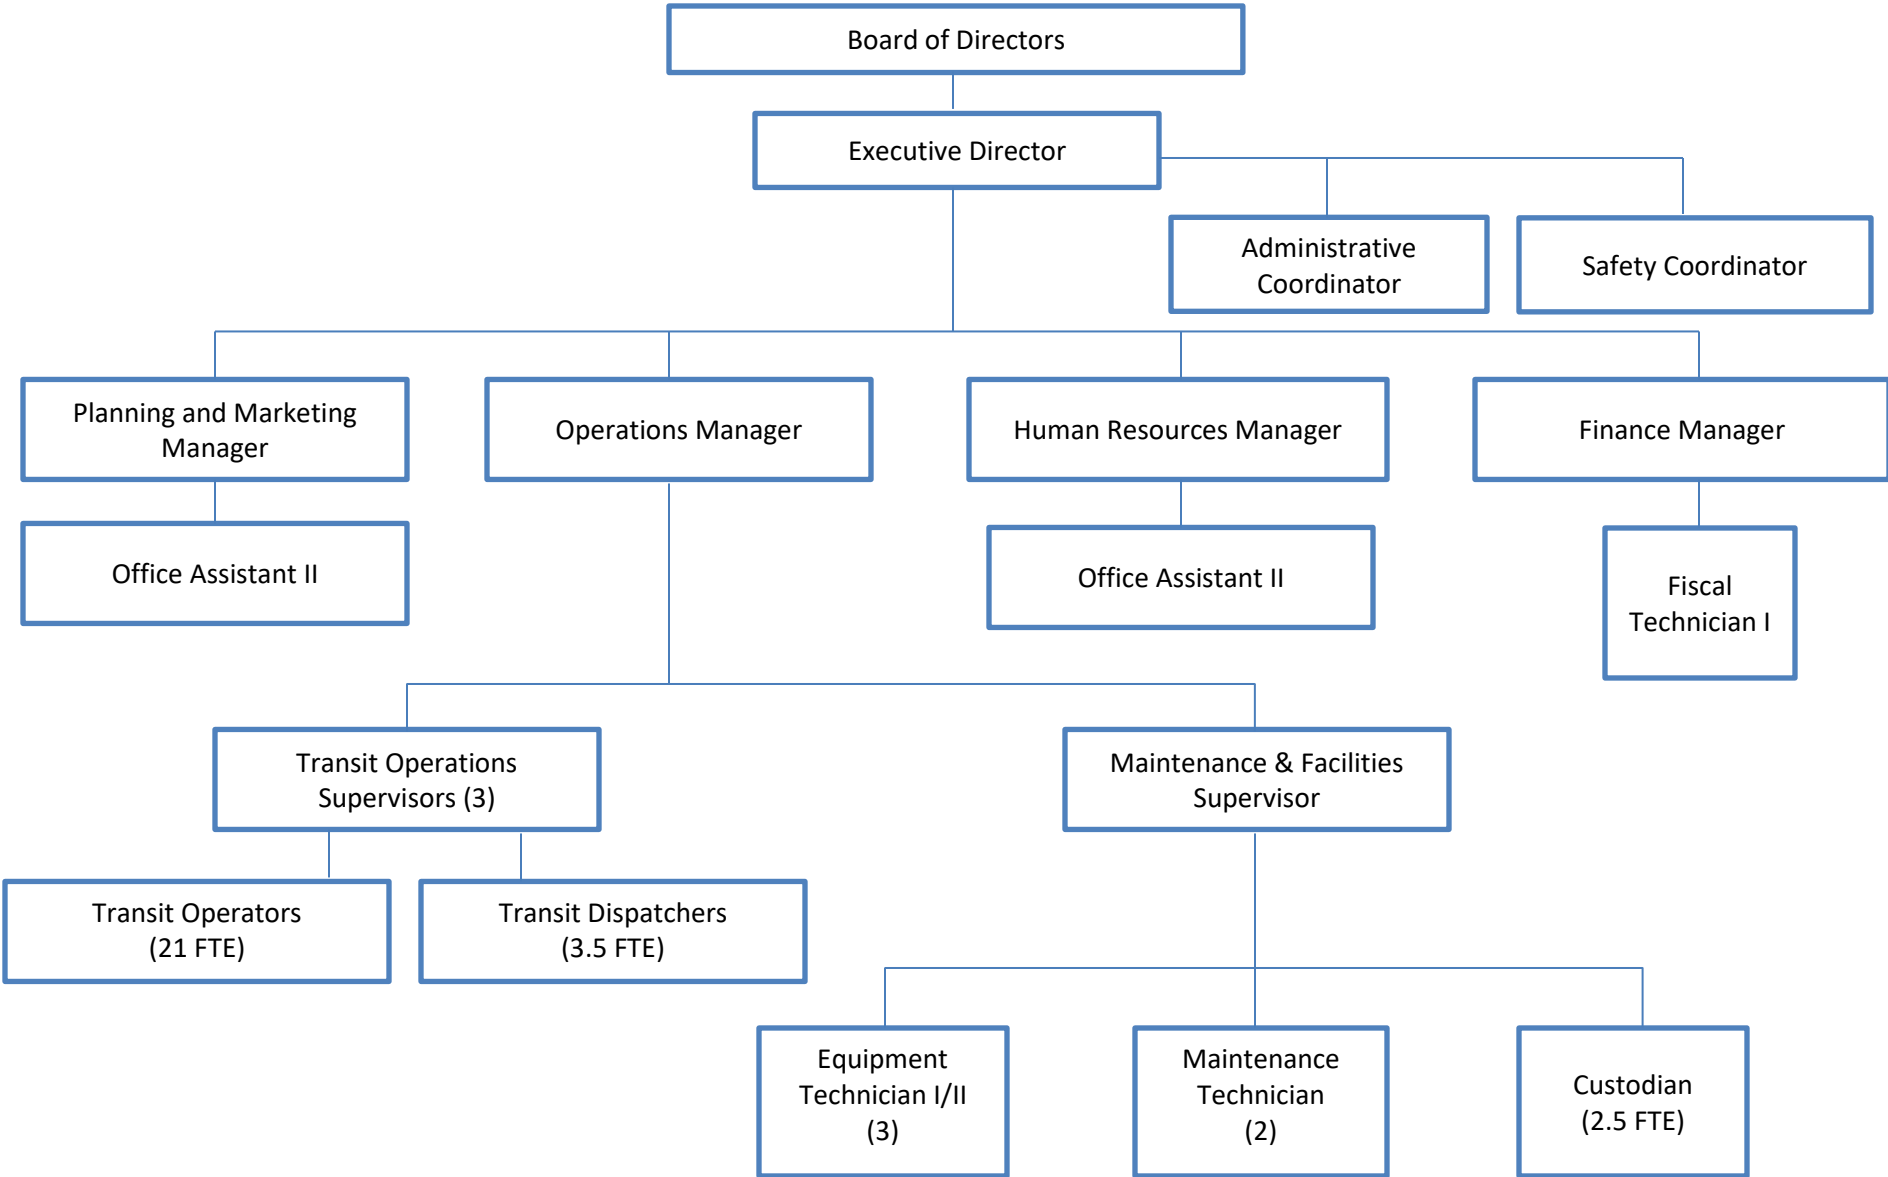 Board of Directors
Executive Director
Administrative
Coordinator
Safety Coordinator
Planning and Marketing
Manager
Operations Manager
Human Resources Manager
Finance Manager
Office Assistant II
Office Assistant II
Fiscal
Technician I
Transit Operations
Supervisors (3)
Maintenance & Facilities
Supervisor
Transit Operators
(21 FTE)
Transit Dispatchers
(3.5 FTE)
Equipment
Technician I/II
(3)
Maintenance
Technician
(2)
Custodian
(2.5 FTE)